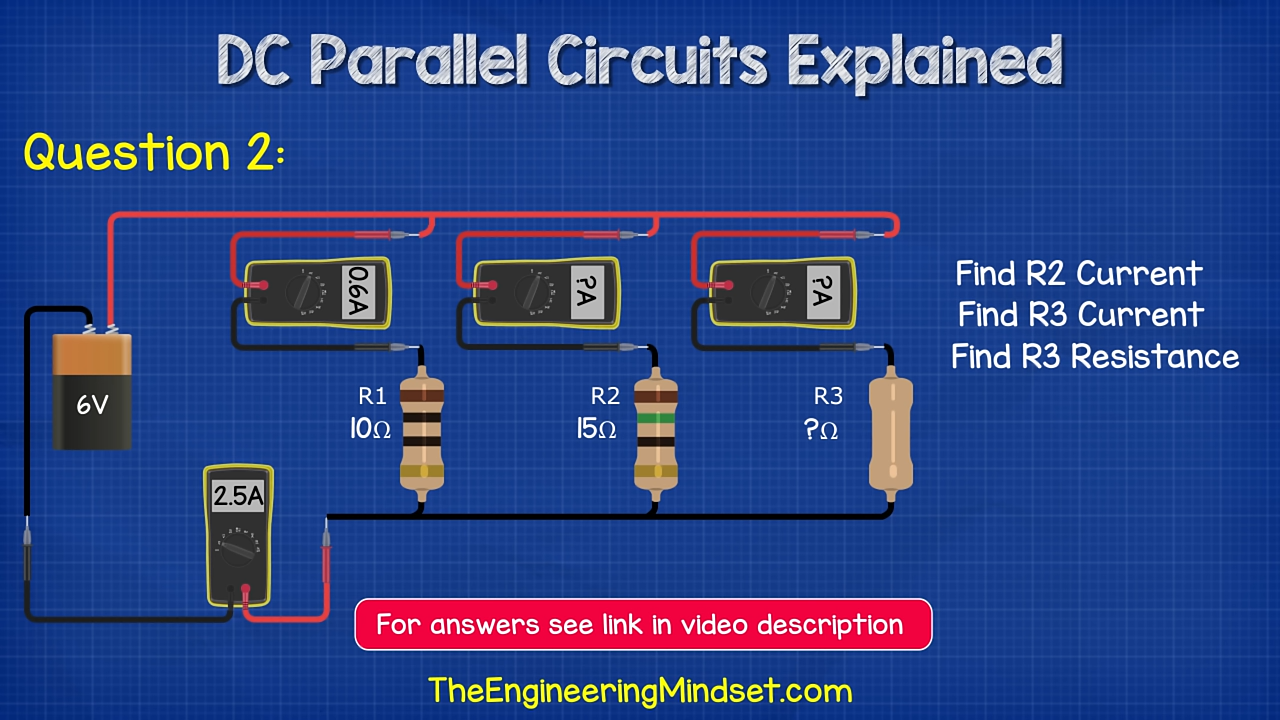 DC Parallel Circuits Explained
Question 2:
0.6A
?A
?A
Find R2 Current
Find R3 Current
Find R3 Resistance
6V
R1
10Ω
R2
15Ω
R3
?Ω
2.5A
For answers see link in video description
TheEngineeringMindset.com